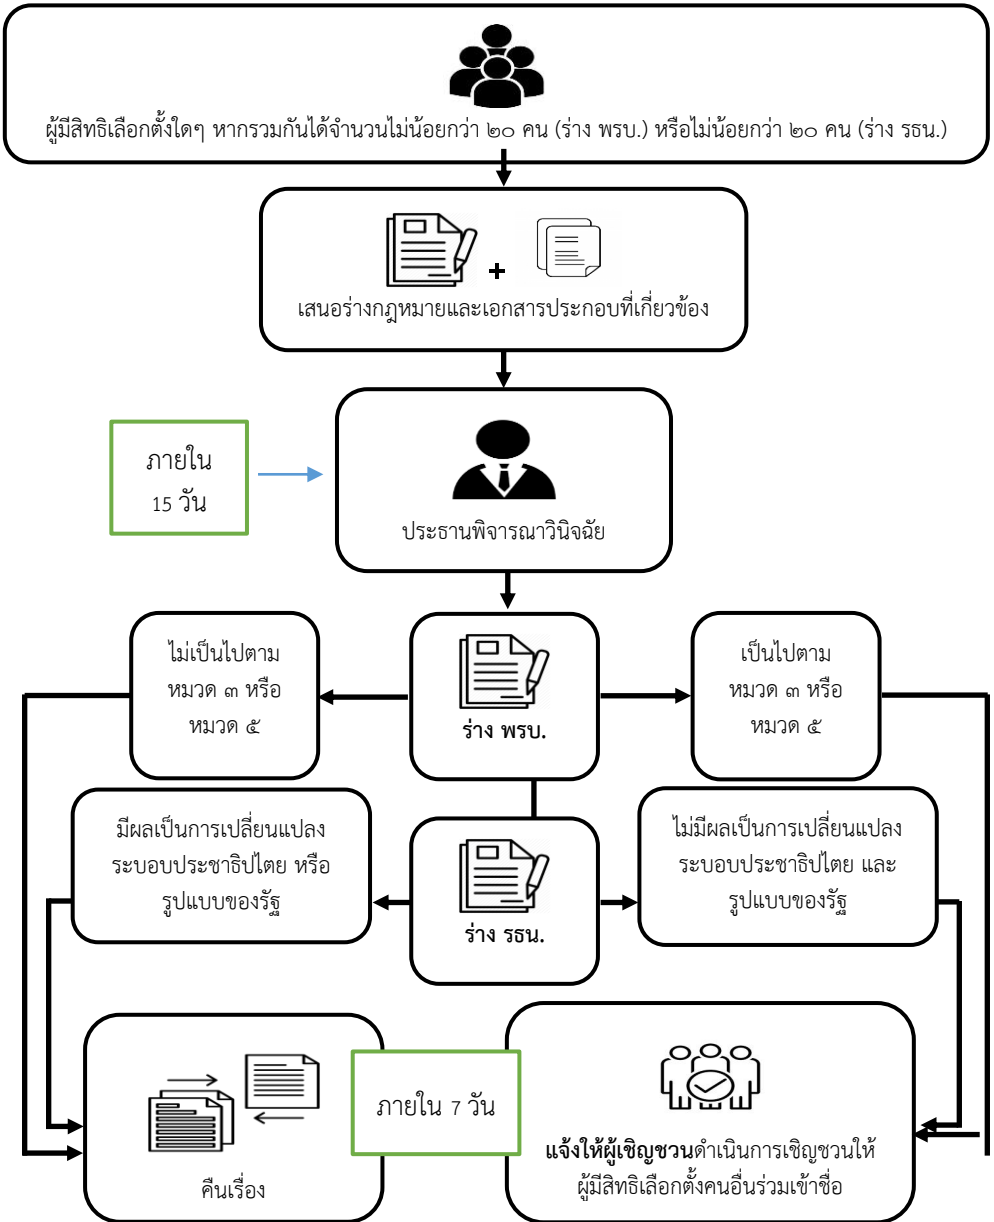 ผู้มีสิทธิเลือกตั้งใดๆ หากรวมกันได้จำนวนไม่น้อยกว่า ๒๐ คน (ร่าง พรบ.) หรือไม่น้อยกว่า ๒๐ คน (ร่าง รธน.)
+
เสนอร่างกฎหมายและเอกสารประกอบที่เกี่ยวข้อง
ภายใน
15 วัน
ประธานพิจารณาวินิจฉัย
ไม่เป็นไปตาม
หมวด ๓ หรือ
หมวด ๕
ร่าง พรบ.
เป็นไปตาม
หมวด ๓ หรือ
หมวด ๕
มีผลเป็นการเปลี่ยนแปลง
ระบอบประชาธิปไตย หรือ
รูปแบบของรัฐ
ร่าง รธน.
ไม่มีผลเป็นการเปลี่ยนแปลง
ระบอบประชาธิปไตย และ
รูปแบบของรัฐ
คืนเรื่อง
ภายใน 7 วัน
แจ้งให้ผู้เชิญชวนดำเนินการเชิญชวนให้
ผู้มีสิทธิเลือกตั้งคนอื่นร่วมเข้าชื่อ